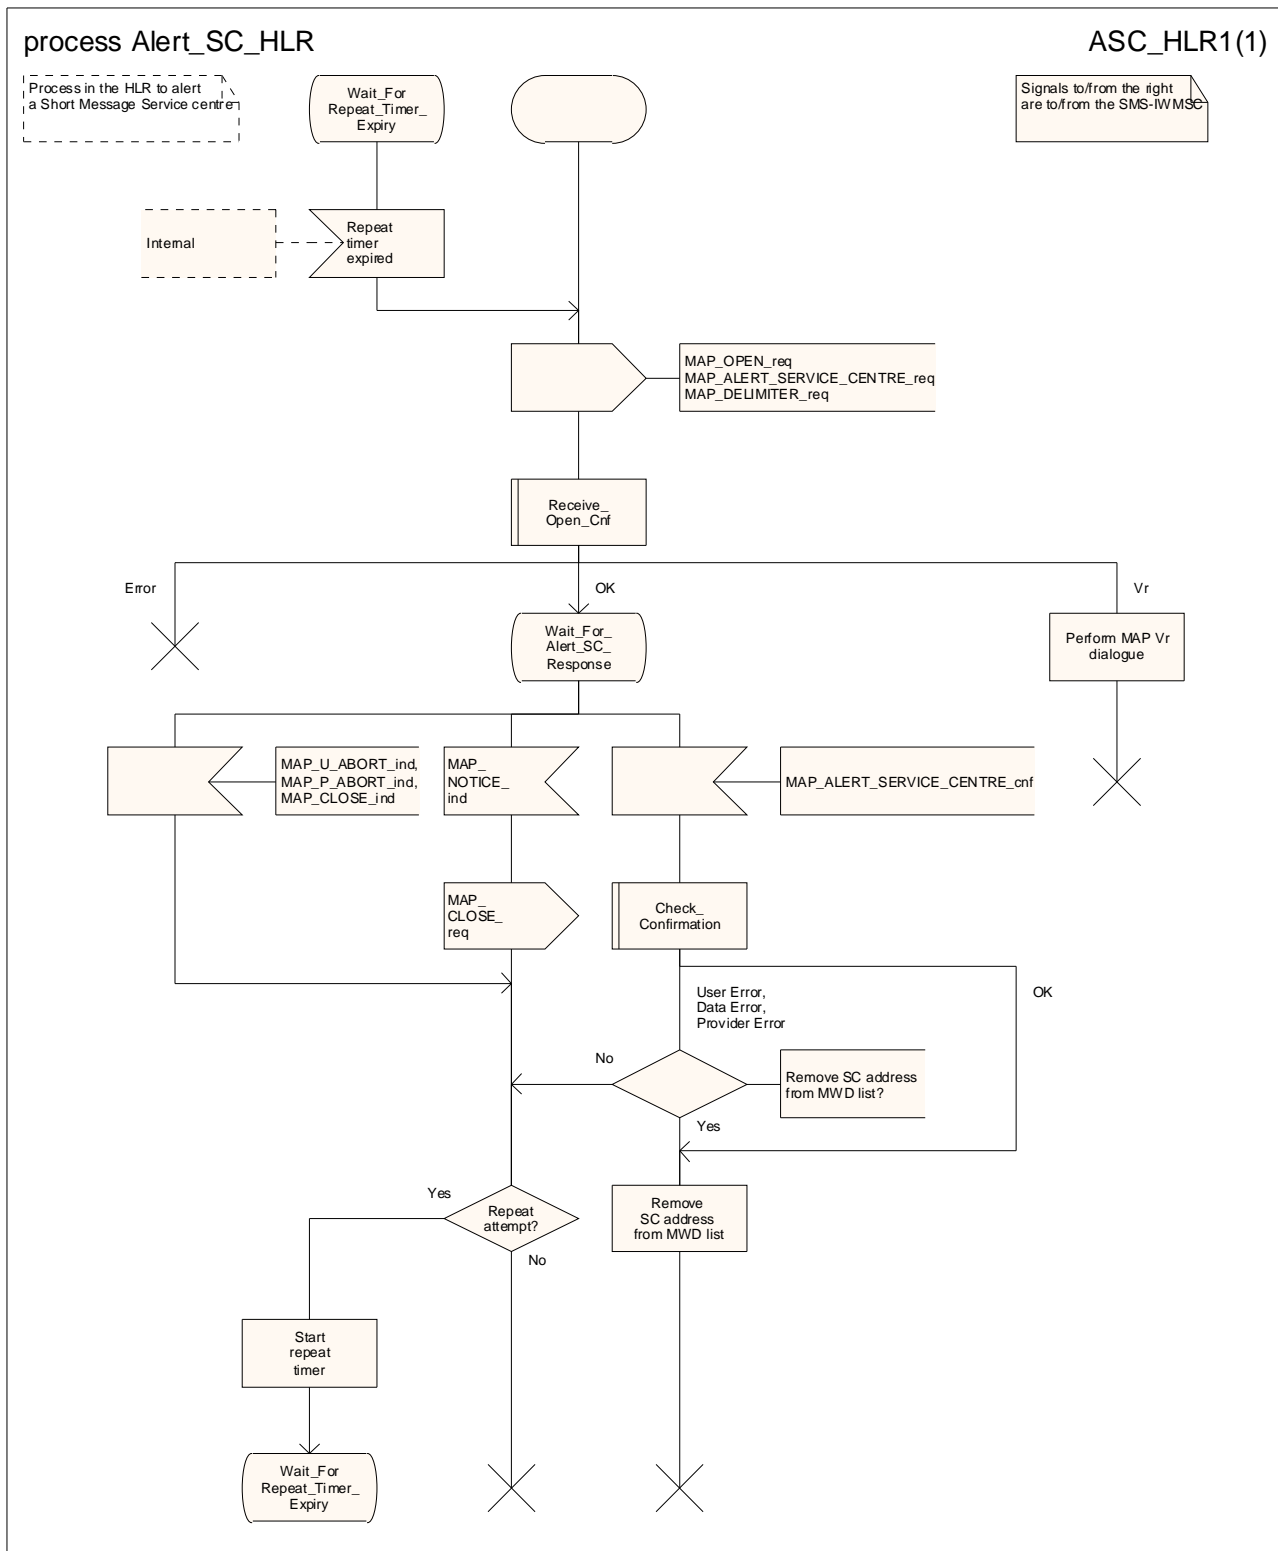 process Alert_SC_HLR
ASC_HLR1(1)
Process in the HLR to alert
a Short Message Service centre
Wait_For
Repeat_Timer_
Expiry
Signals to/from the right
are to/from the SMS-IWMSC
Internal
Repeat
timer
expired
MAP_OPEN_req
MAP_ALERT_SERVICE_CENTRE_req
MAP_DELIMITER_req
Receive_
Open_Cnf
Error
OK
Vr
Wait_For_
Alert_SC_
Response
Perform MAP Vr
dialogue
MAP_U_ABORT_ind,
MAP_P_ABORT_ind,
MAP_CLOSE_ind
MAP_
NOTICE_
ind
MAP_ALERT_SERVICE_CENTRE_cnf
MAP_
CLOSE_
req
Check_
Confirmation
User Error,
Data Error,
Provider Error
OK
No
Remove SC address
from MWD list?
Yes
Yes
Repeat
attempt?
No
Remove
SC address
from MWD list
Start
repeat
timer
Wait_For
Repeat_Timer_
Expiry